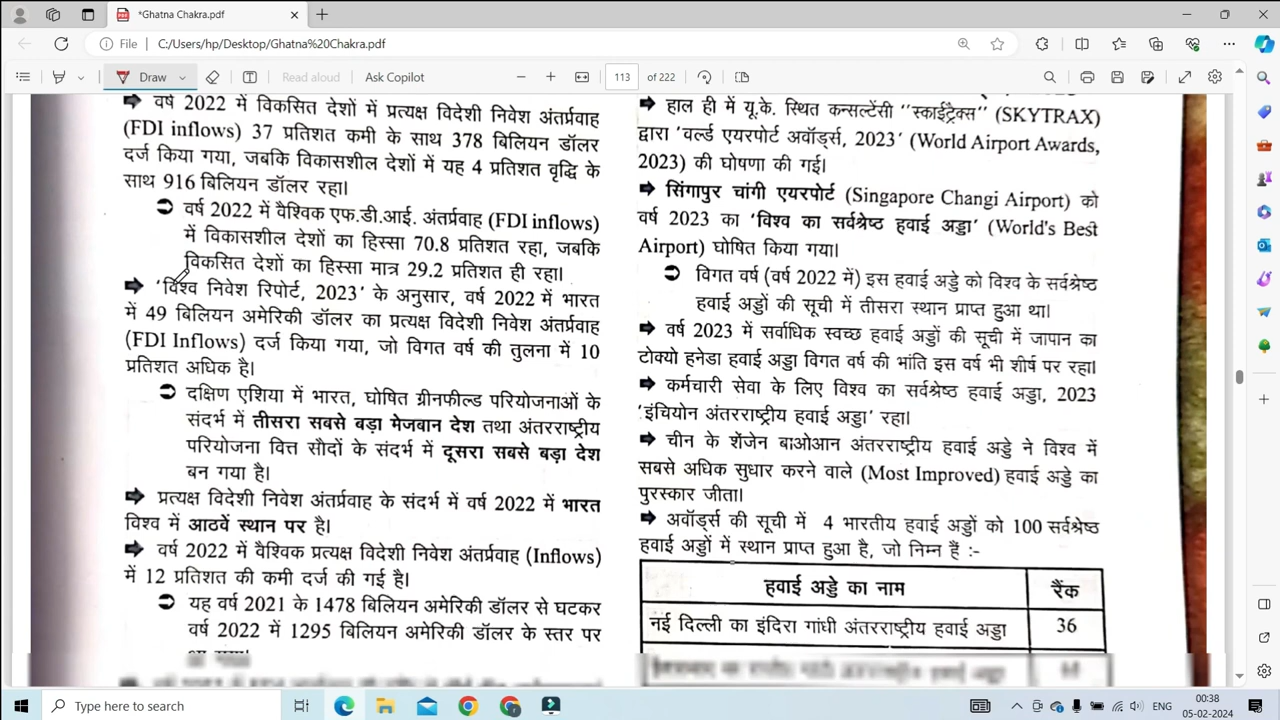 *Ghatna Chakra.pdf
File C:/Users/hp/Desktop/Ghatna%20Chakra.pdf
Draw Read aloud Ask Copilot 113 of 222
वर्ष 2022 में विकसित देशों में प्रत्यक्ष विदेशी निवेश अंतर्प्रवाह
(FDI inflows) 37 प्रतिशत कमी के साथ 378 बिलियन डॉलर
दर्ज किया गया, जबकि विकासशील देशों में यह 4 प्रतिशत वृद्धि के
साथ 916 बिलियन डॉलर रहा।
वर्ष 2022 में वैश्विक एफ.डी.आई. अंतर्प्रवाह (FDI inflows)
में विकासशील देशों का हिस्सा 70.8 प्रतिशत रहा, जबकि
विकसित देशों का हिस्सा मात्र 29.2 प्रतिशत ही रहा।
'विश्व निवेश रिपोर्ट, 2023' के अनुसार, वर्ष 2022 में भारत
में 49 बिलियन अमेरिकी डॉलर का प्रत्यक्ष विदेशी निवेश अंतर्प्रवाह
(FDI Inflows) दर्ज किया गया, जो विगत वर्ष की तुलना में 10
प्रतिशत अधिक है।
दक्षिण एशिया में भारत, घोषित ग्रीनफील्ड परियोजनाओं के
संदर्भ में तीसरा सबसे बड़ा मेजबान देश तथा अंतरराष्ट्रीय
परियोजना वित्त सौदों के संदर्भ में दूसरा सबसे बड़ा देश
बन गया है।
प्रत्यक्ष विदेशी निवेश अंतर्प्रवाह के संदर्भ में वर्ष 2022 में भारत
विश्व में आठवें स्थान पर है।
वर्ष 2022 में वैश्विक प्रत्यक्ष विदेशी निवेश अंतर्प्रवाह (Inflows)
में 12 प्रतिशत की कमी दर्ज की गई है।
यह वर्ष 2021 के 1478 बिलियन अमेरिकी डॉलर से घटकर
वर्ष 2022 में 1295 बिलियन अमेरिकी डॉलर के स्तर पर
हाल ही में यू.के. स्थित कन्सल्टेंसी ''स्काईट्रैक्स'' (SKYTRAX)
द्वारा 'वर्ल्ड एयरपोर्ट अवॉर्ड्स, 2023' (World Airport Awards,
2023) की घोषणा की गई।
सिंगापुर चांगी एयरपोर्ट (Singapore Changi Airport) को
वर्ष 2023 का 'विश्व का सर्वश्रेष्ठ हवाई अड्डा' (World's Best
Airport) घोषित किया गया।
विगत वर्ष (वर्ष 2022 में) इस हवाई अड्डे को विश्व के सर्वश्रेष्ठ
हवाई अड्डों की सूची में तीसरा स्थान प्राप्त हुआ था।
वर्ष 2023 में सर्वाधिक स्वच्छ हवाई अड्डों की सूची में जापान का
टोक्यो हनेडा हवाई अड्डा विगत वर्ष की भांति इस वर्ष भी शीर्ष पर रहा।
कर्मचारी सेवा के लिए विश्व का सर्वश्रेष्ठ हवाई अड्डा, 2023
'इंचियोन अंतरराष्ट्रीय हवाई अड्डा' रहा।
चीन के शेंजेन बाओआन अंतरराष्ट्रीय हवाई अड्डे ने विश्व में
सबसे अधिक सुधार करने वाले (Most Improved) हवाई अड्डे का
पुरस्कार जीता।
अवॉर्ड्स की सूची में 4 भारतीय हवाई अड्डों को 100 सर्वश्रेष्ठ
हवाई अड्डों में स्थान प्राप्त हुआ है, जो निम्न हैं :-
हवाई अड्डे का नाम रैंक
नई दिल्ली का इंदिरा गांधी अंतरराष्ट्रीय हवाई अड्डा 36
Type here to search
ENG
00:38
05-02-2024